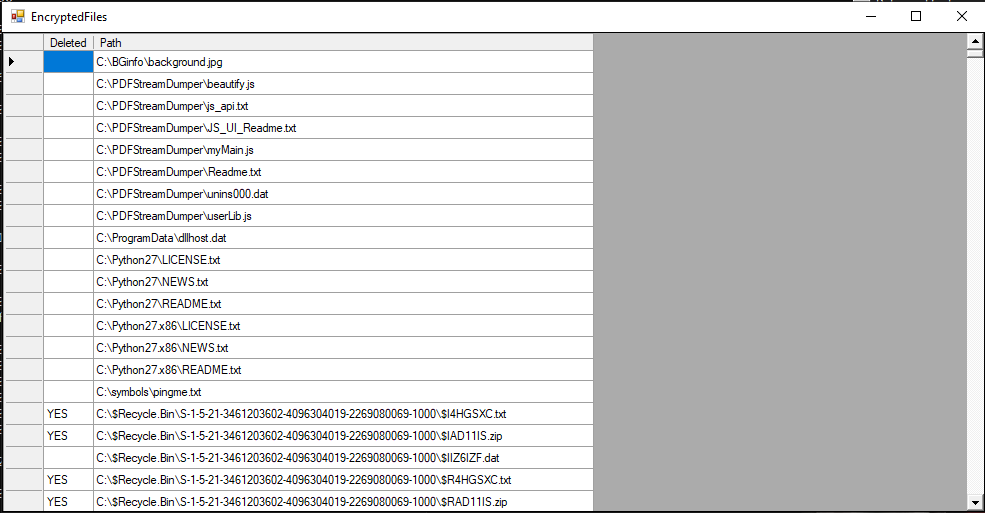 EncryptedFiles
Deleted Path
C:\BGinfo\background.jpg
C:\PDFStreamDumper\beautify.js
C:\PDFStreamDumper\js_api.txt
C:\PDFStreamDumper\JS_UI_Readme.txt
C:\PDFStreamDumper\myMain.js
C:\PDFStreamDumper\Readme.txt
C:\PDFStreamDumper\unins000.dat
C:\PDFStreamDumper\userLib.js
C:\ProgramData\dllhost.dat
C:\Python27\LICENSE.txt
C:\Python27\NEWS.txt
C:\Python27\README.txt
C:\Python27.x86\LICENSE.txt
C:\Python27.x86\NEWS.txt
C:\Python27.x86\README.txt
C:\symbols\pingme.txt
YES C:\$Recycle.Bin\S-1-5-21-3461203602-4096304019-2269080069-1000\$I4HGSXC.txt
YES C:\$Recycle.Bin\S-1-5-21-3461203602-4096304019-2269080069-1000\$IAD11IS.zip
C:\$Recycle.Bin\S-1-5-21-3461203602-4096304019-2269080069-1000\$IIZ6IZF.dat
YES C:\$Recycle.Bin\S-1-5-21-3461203602-4096304019-2269080069-1000\$R4HGSXC.txt
YES C:\$Recycle.Bin\S-1-5-21-3461203602-4096304019-2269080069-1000\$RAD11IS.zip